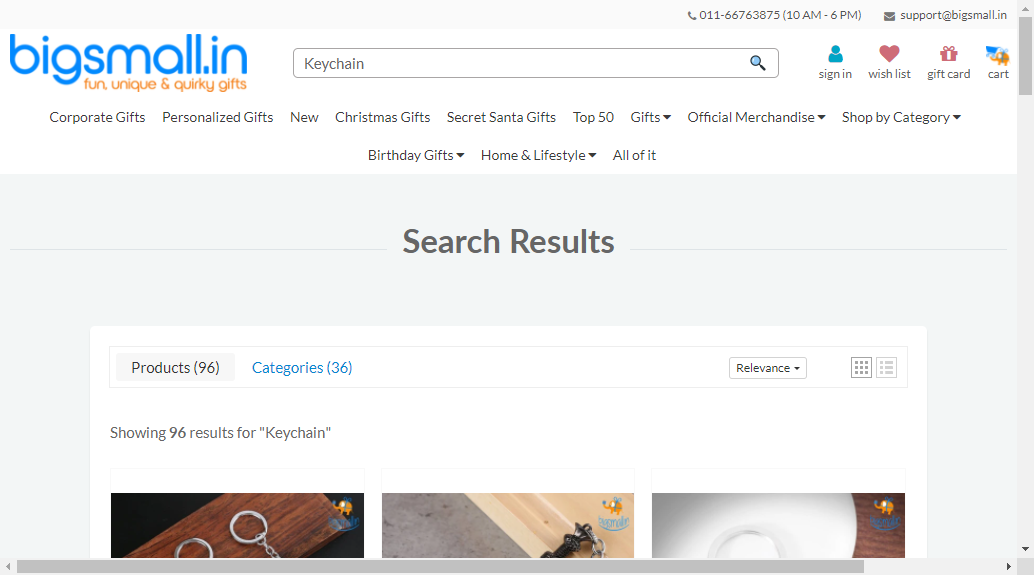 011-66763875 (10 AM - 6 PM) support@bigsmall.in
bigsmall.in
fun, unique & quirky gifts
Keychain
sign in wish list gift card cart
Corporate Gifts Personalized Gifts New Christmas Gifts Secret Santa Gifts Top 50 Gifts Official Merchandise Shop by Category
Birthday Gifts Home & Lifestyle All of it
Search Results
Products (96) Categories (36) Relevance
Showing 96 results for "Keychain"
bigsmall.in